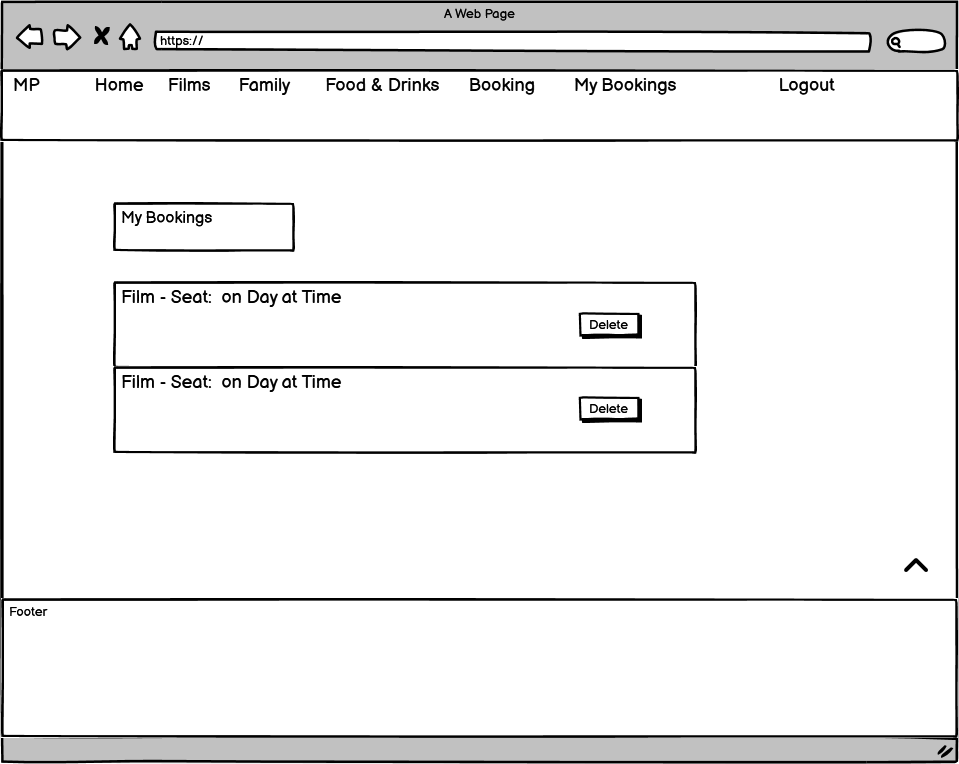 A Web Page
https://
MP Home Films Family Food & Drinks Booking My Bookings Logout
My Bookings
Film - Seat: on Day at Time
Delete
Film - Seat: on Day at Time
Delete
Footer